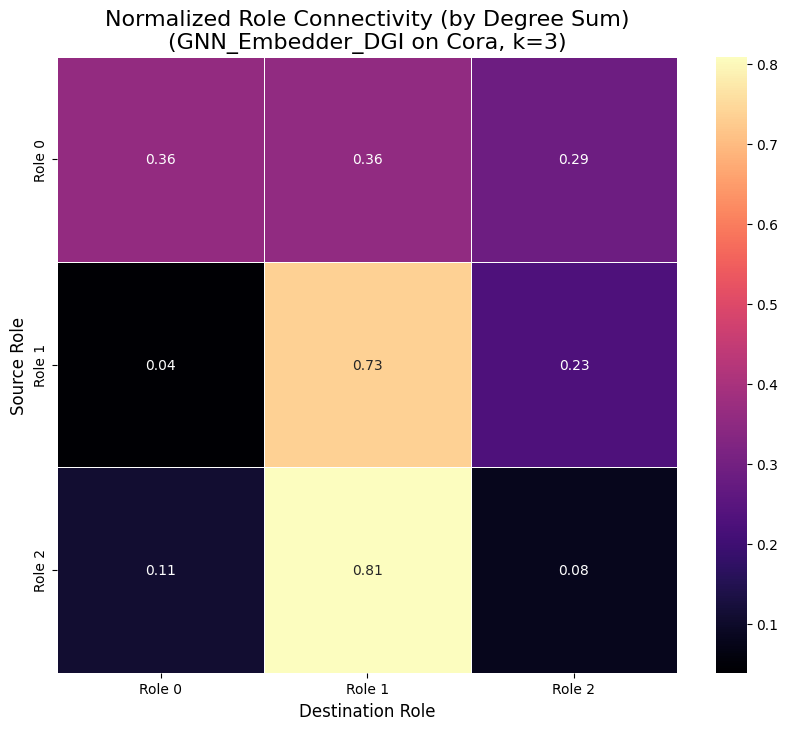 Normalized Role Connectivity (by Degree Sum)
(GNN_Embedder_DGI on Cora, k=3)
Source Role
Role 0
0.36
0.36
0.29
Role 1
0.04
0.73
0.23
Role 2
0.11
0.81
0.08
Role 0
Role 1
Role 2
Destination Role
0.8
0.7
0.6
0.5
0.4
0.3
0.2
0.1